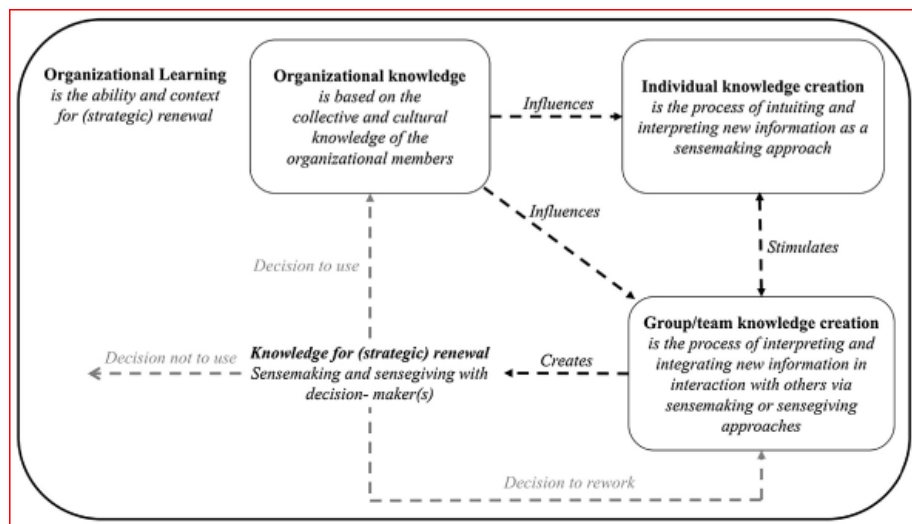 Organizational Learning
is the ability and context
for (strategic) renewal
Organizational knowledge
is based on the
collective and cultural
knowledge of the
organizational members
Influences
Individual knowledge creation
is the process of intuiting and
interpreting new information as a
sensemaking approach
Influences
Stimulates
Decision to use
Group/team knowledge creation
is the process of interpreting and
integrating new information in
interaction with others via
sensemaking or sensegiving
approaches
Creates
Knowledge for (strategic) renewal
Sensemaking and sensegiving with
decision- maker(s)
Decision not to use
Decision to rework